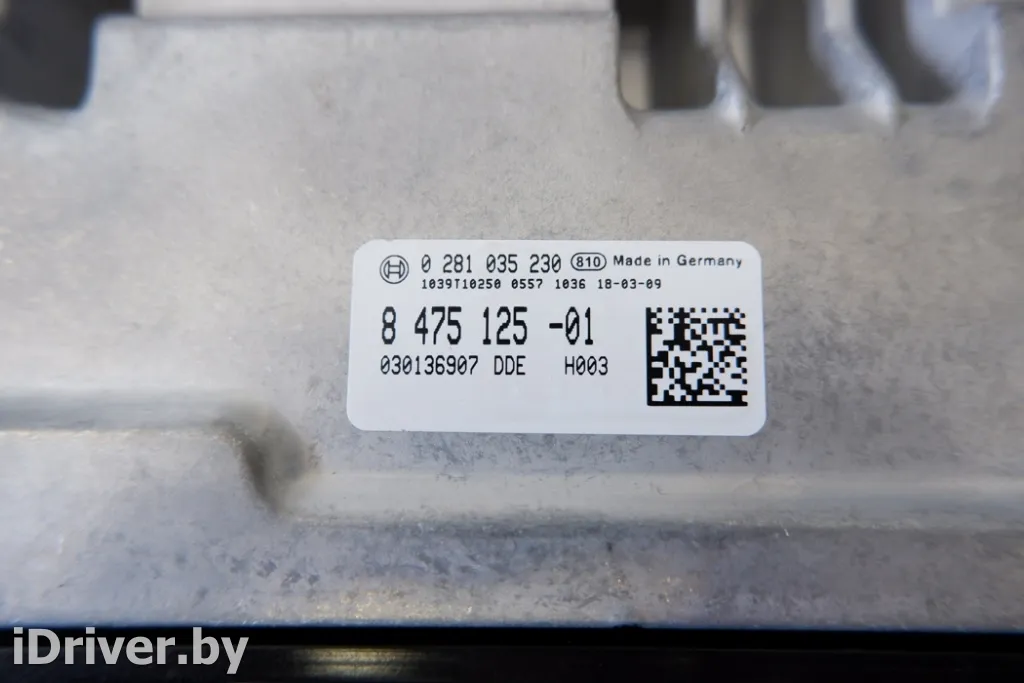 0 281 035 230 810 Made in Germany
1039T10250 0557 1036 18-03-09
8 475 125 -01
030136907 DDE H003
iDriver.by